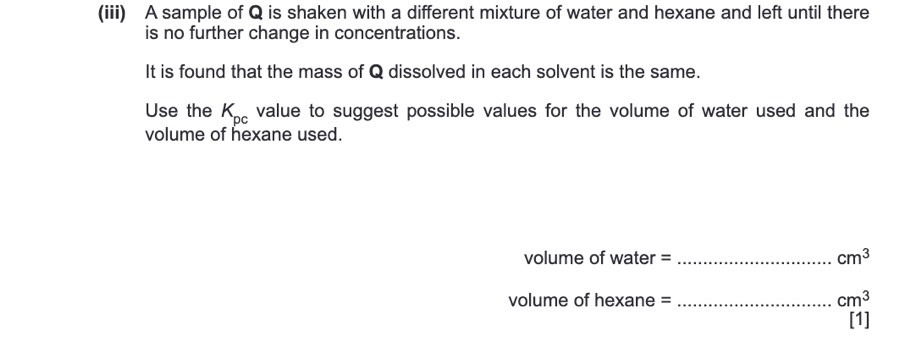 (iii) A sample of Q is shaken with a different mixture of water and hexane and left until there
is no further change in concentrations.
It is found that the mass of Q dissolved in each solvent is the same.
Use the Kpc value to suggest possible values for the volume of water used and the
volume of hexane used.
volume of water = .............................. cm³
volume of hexane = .............................. cm³
[1]